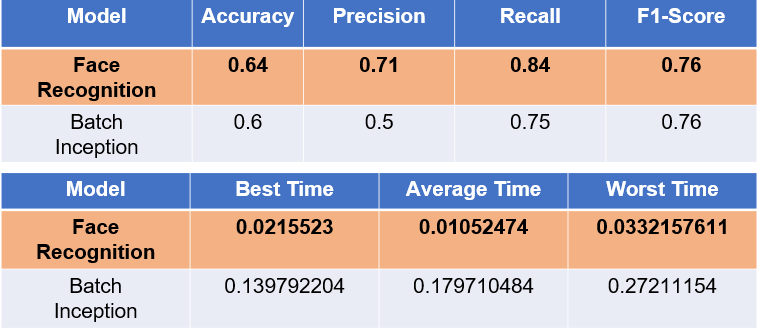 Model Accuracy Precision Recall F1-Score
Face Recognition 0.64 0.71 0.84 0.76
Batch Inception 0.6 0.5 0.75 0.76
Model Best Time Average Time Worst Time
Face Recognition 0.0215523 0.01052474 0.0332157611
Batch Inception 0.139792204 0.179710484 0.27211154